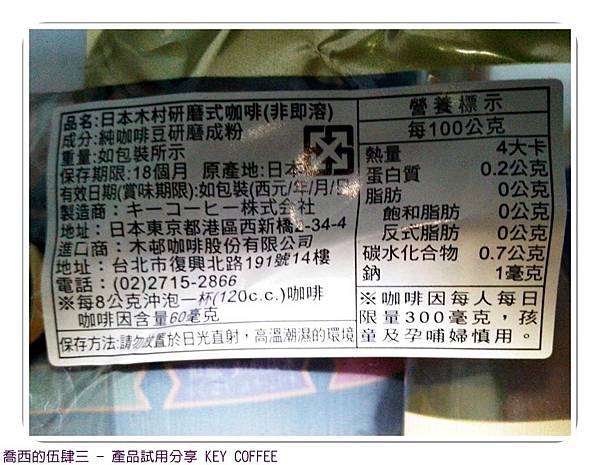 品名:日本木村研磨式咖啡(非即溶)
成分:純咖啡豆研磨成粉
重量:如包裝所示
保存期限:18個月 原產地:日本
有效日期(賞味期限):如包裝(西元/年/月/日
製造商：キーコーヒー株式会社
地址：日本東京都港區西新橋2-34-4
進口商：木邨咖啡股份有限公司
地址：台北市復興北路191號14樓
電話：(02)2715-2866
※每8公克沖泡一杯(120c.c.)咖啡
咖啡因含量60毫克
保存方法:請勿放置於日光直射，高溫潮濕的環境
營養標示
每100公克
熱量 4大卡
蛋白質 0.2公克
脂肪 0公克
飽和脂肪 0公克
反式脂肪 0公克
碳水化合物 0.7公克
鈉 1毫克
※咖啡因每人每日
限量300毫克，孩
童及孕哺婦慎用。
喬西的伍肆三 - 產品試用分享 KEY COFFEE